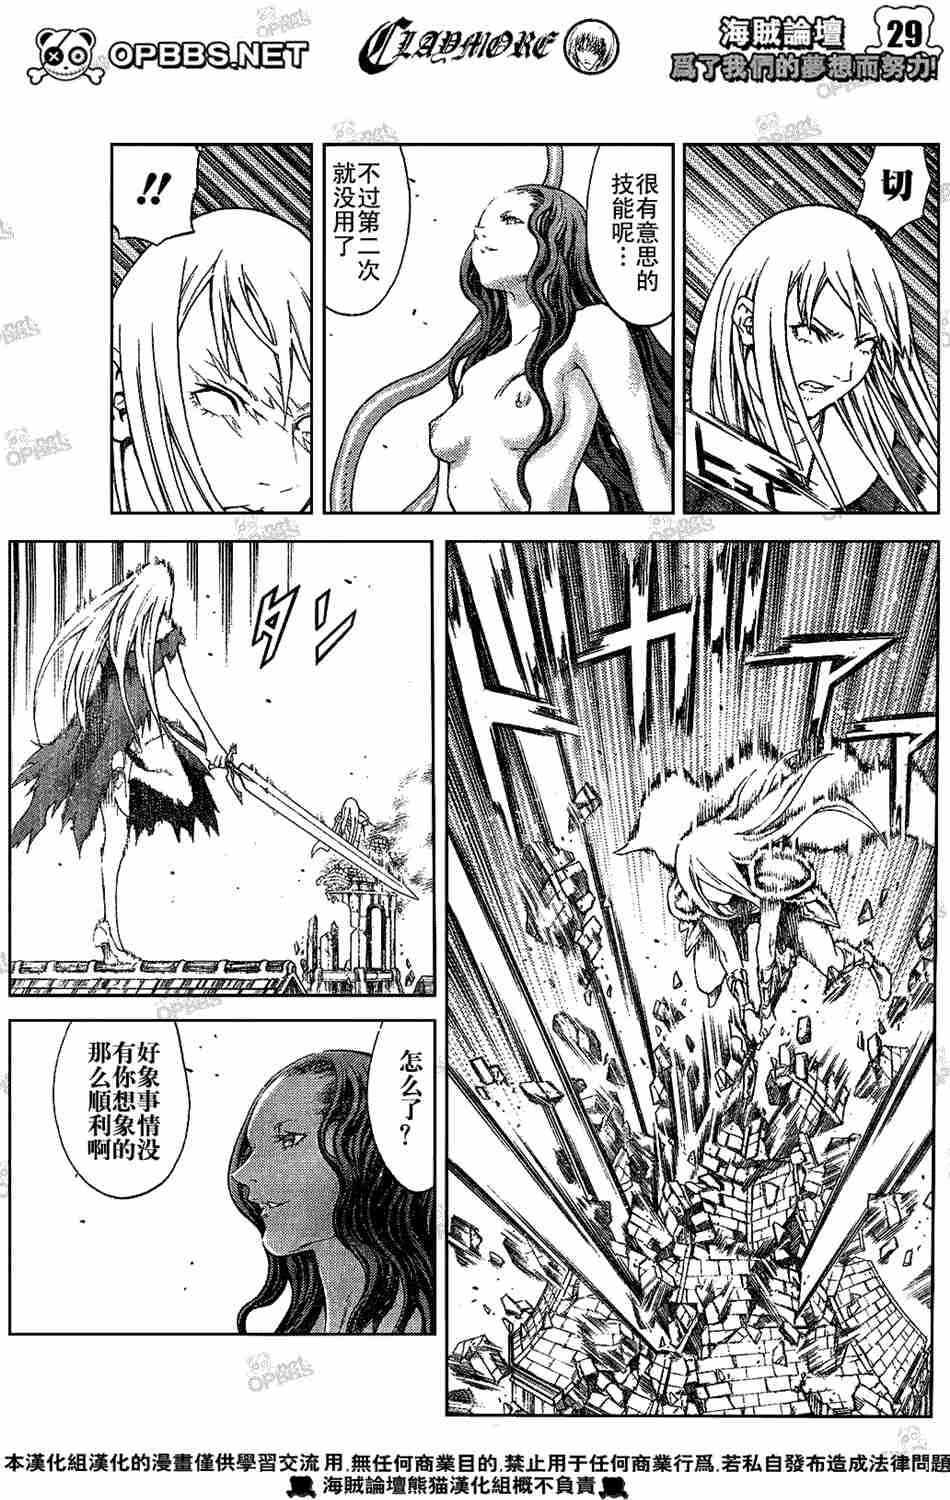 OPBBS.NET
CLAYMORE
海賊論壇
29
爲了我們的夢想而努力!
切
ヒュオ
很有意思的
技能呢…
不过第二次
就没用了
!!
ドガァァ
タン
怎么了?
好象事情没
有你想象的
那么順利啊
本漢化組漢化的漫畫僅供學習交流用,無任何商業目的,禁止用于任何商業行爲,若私自發布造成法律問題
海賊論壇熊猫漢化組概不負責